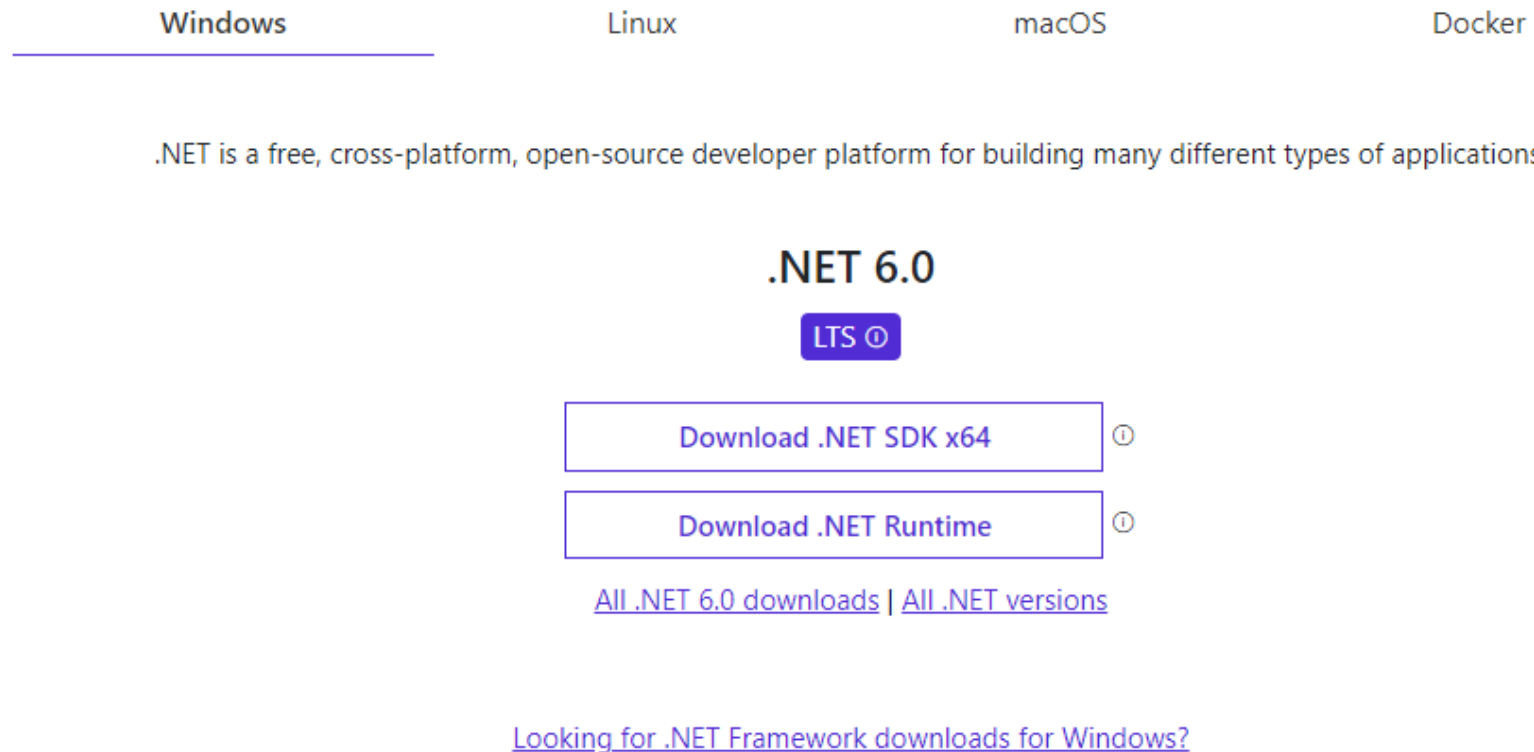 Windows Linux macOS Docker
.NET is a free, cross-platform, open-source developer platform for building many different types of applications
.NET 6.0
LTS
Download .NET SDK x64
Download .NET Runtime
All .NET 6.0 downloads | All .NET versions
Looking for .NET Framework downloads for Windows?